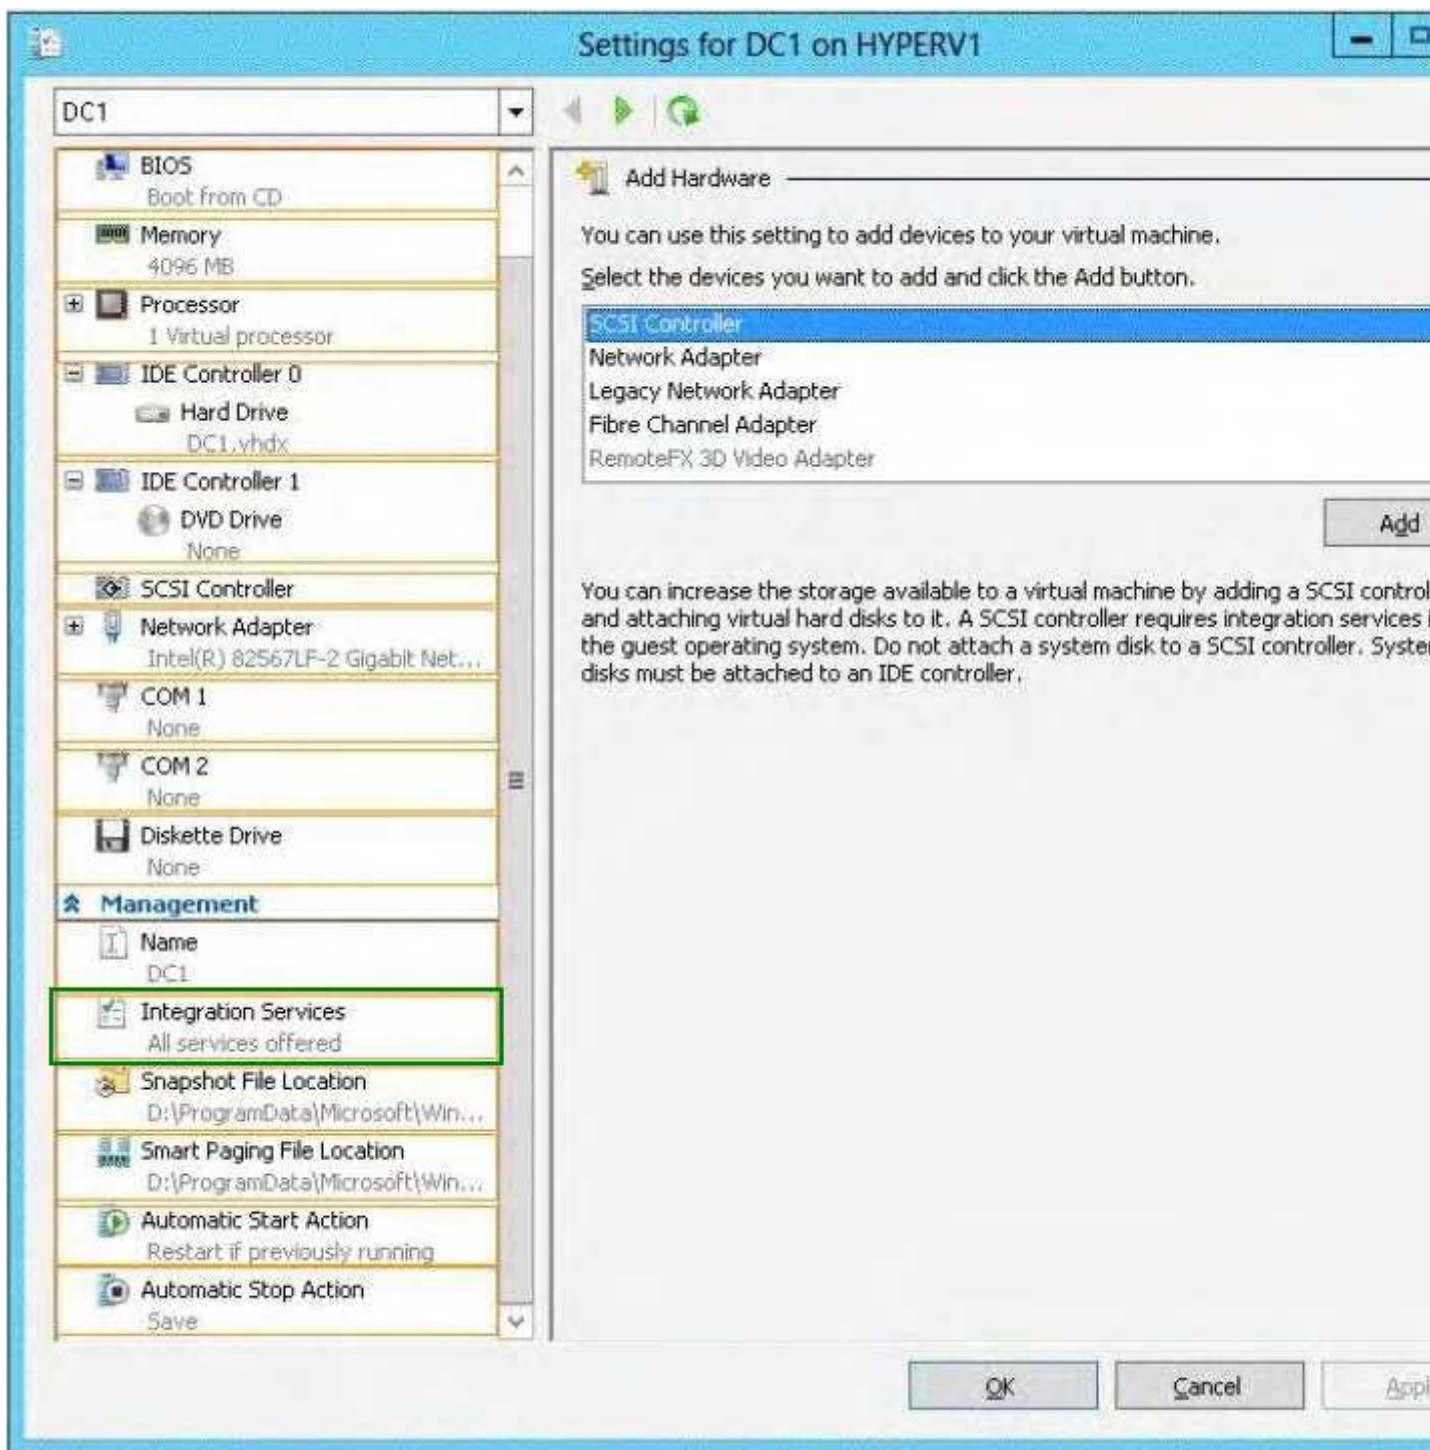 Settings for DC1 on HYPERV1
DC1
BIOS
Boot from CD
Memory
4096 MB
Processor
1 Virtual processor
IDE Controller 0
Hard Drive
DC1.vhdx
IDE Controller 1
DVD Drive
None
SCSI Controller
Network Adapter
Intel(R) 82567LF-2 Gigabit Net...
COM 1
None
COM 2
None
Diskette Drive
None
Management
Name
DC1
Integration Services
All services offered
Snapshot File Location
D:\ProgramData\Microsoft\Win...
Smart Paging File Location
D:\ProgramData\Microsoft\Win...
Automatic Start Action
Restart if previously running
Automatic Stop Action
Save
Add Hardware
You can use this setting to add devices to your virtual machine.
Select the devices you want to add and click the Add button.
SCSI Controller
Network Adapter
Legacy Network Adapter
Fibre Channel Adapter
RemoteFX 3D Video Adapter
Add
You can increase the storage available to a virtual machine by adding a SCSI control
and attaching virtual hard disks to it. A SCSI controller requires integration services
the guest operating system. Do not attach a system disk to a SCSI controller. Syste
disks must be attached to an IDE controller.
OK
Cancel
Appl